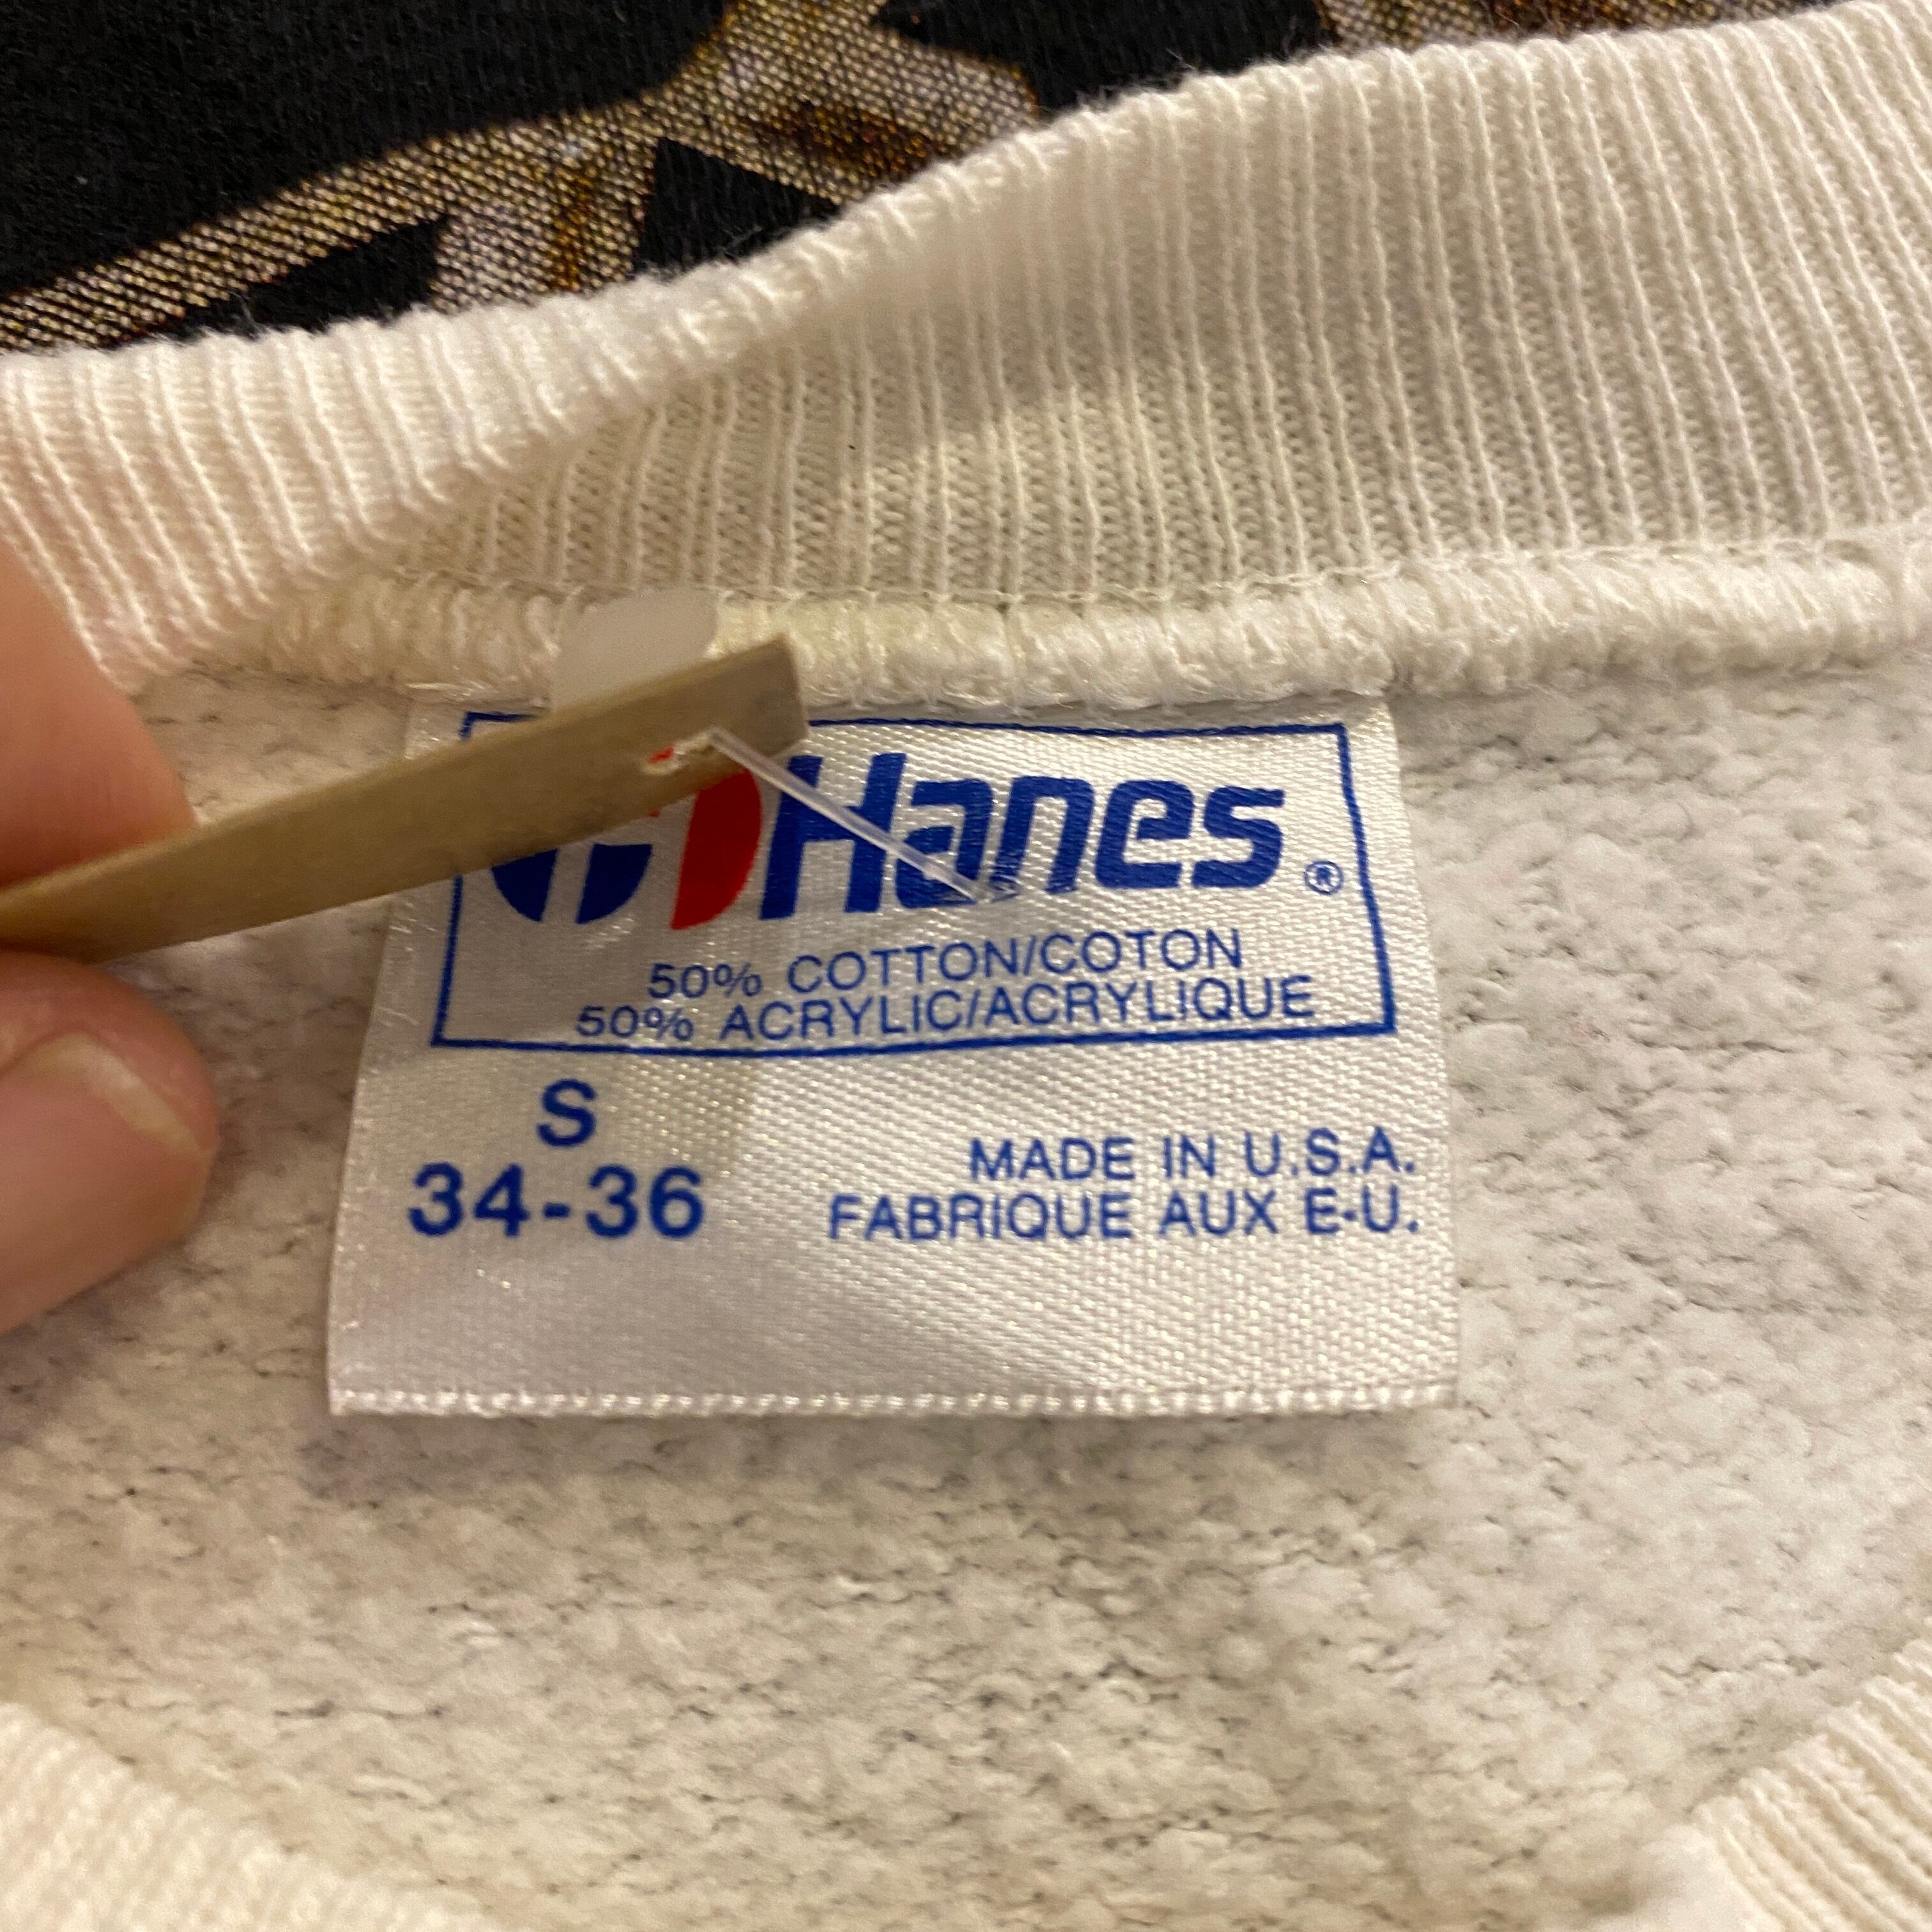 Hanes®
50% COTTON/COTON
50% ACRYLIC/ACRYLIQUE
S
34-36
MADE IN U.S.A.
FABRIQUE AUX E-U.